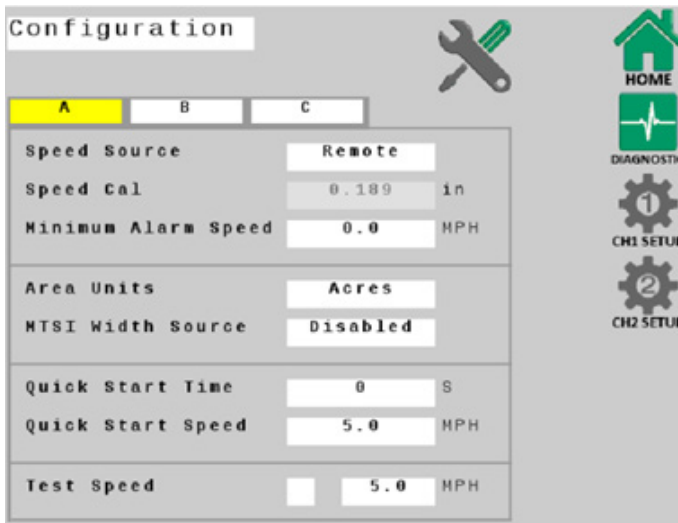 Configuration
HOME
A B C
DIAGNOSTI
Speed Source Remote
Speed Cal 0.189 in
Minimum Alarm Speed 0.0 MPH
1
CH1 SETU
Area Units Acres
MTSI Width Source Disabled
2
CH2 SETU
Quick Start Time 0 S
Quick Start Speed 5.0 MPH
Test Speed 5.0 MPH